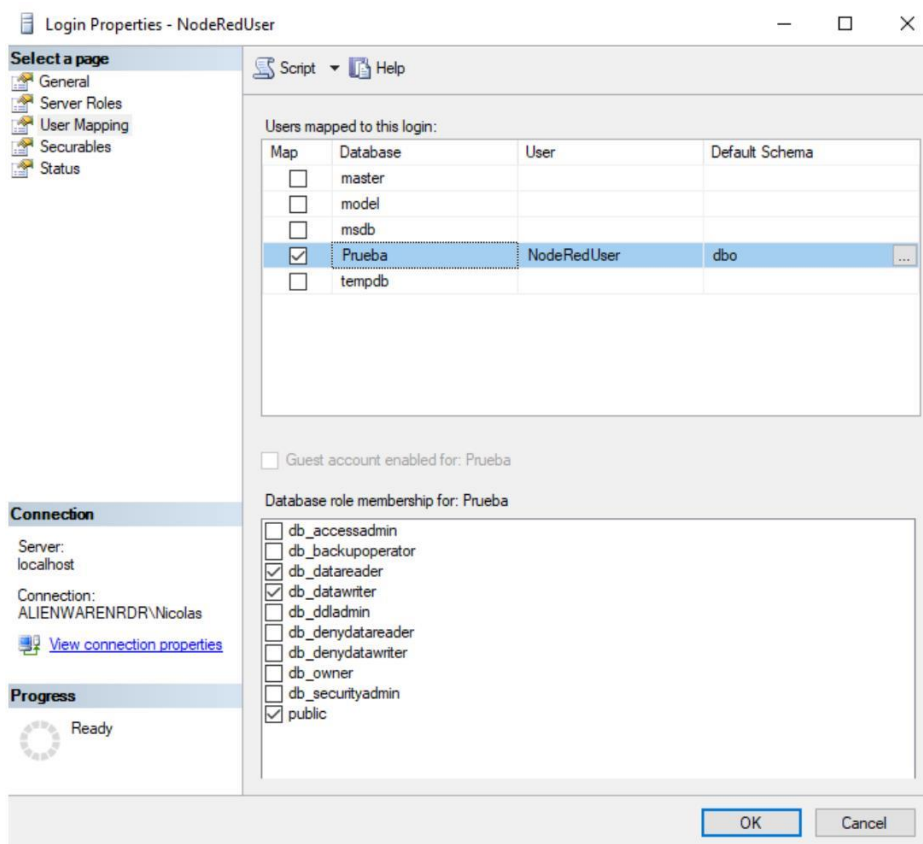 Login Properties - NodeRedUser
Select a page
General
Server Roles
User Mapping
Securables
Status
Script Help
Users mapped to this login:
Map Database User Default Schema
master
model
msdb
Prueba NodeRedUser dbo ...
tempdb
Guest account enabled for: Prueba
Database role membership for: Prueba
db_accessadmin
db_backupoperator
db_datareader
db_datawriter
db_ddladmin
db_denydatareader
db_denydatawriter
db_owner
db_securityadmin
public
Connection
Server:
localhost
Connection:
ALIENWARENRDR\Nicolas
View connection properties
Progress
Ready
OK Cancel